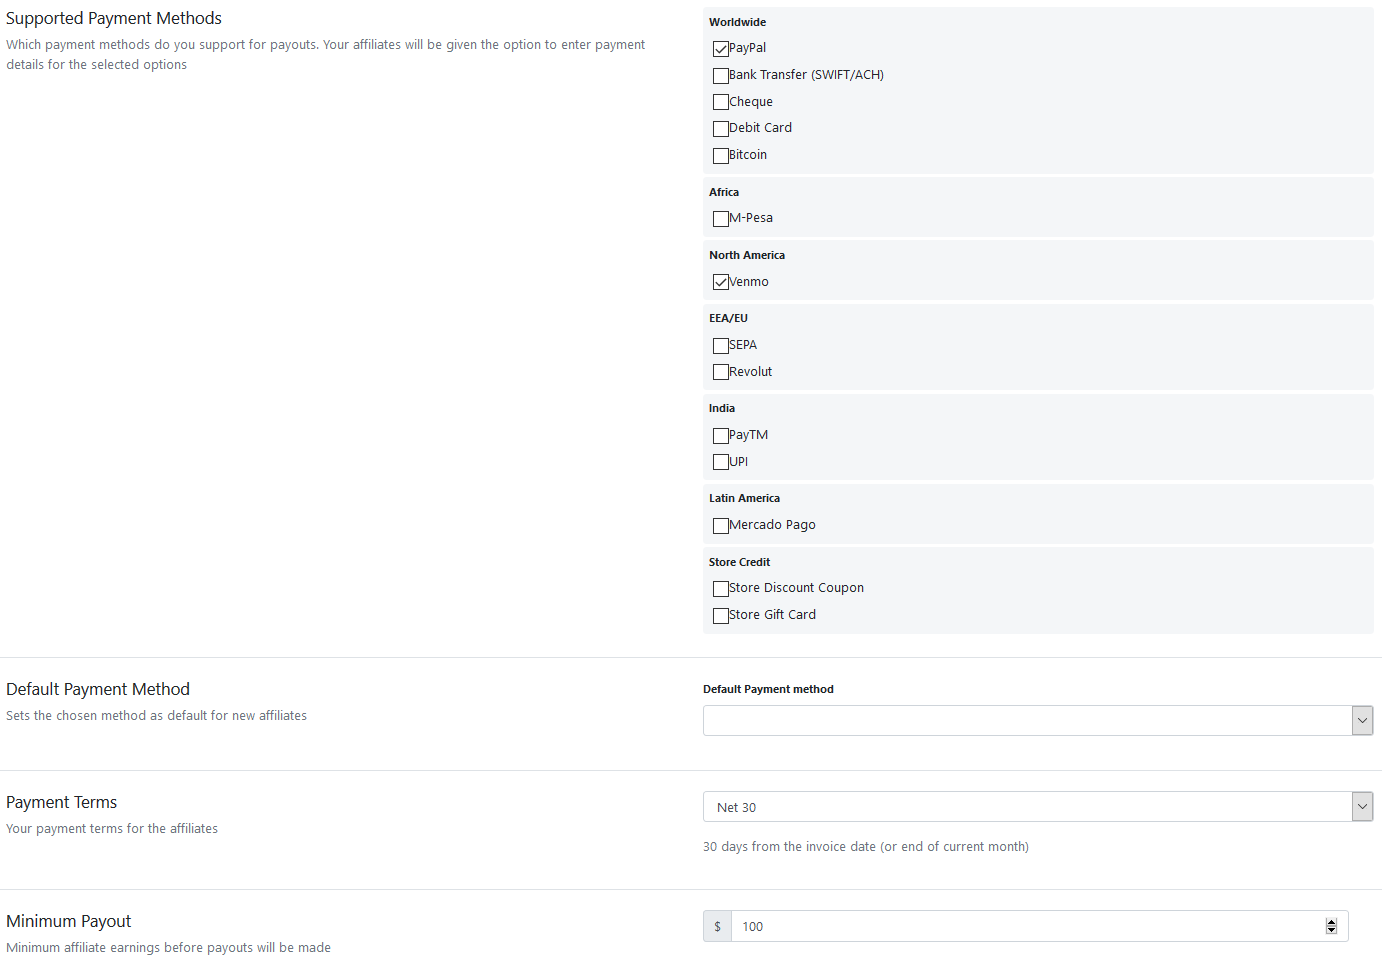 Supported Payment Methods
Which payment methods do you support for payouts. Your affiliates will be given the option to enter payment
details for the selected options
Worldwide
PayPal
Bank Transfer (SWIFT/ACH)
Cheque
Debit Card
Bitcoin
Africa
M-Pesa
North America
Venmo
EEA/EU
SEPA
Revolut
India
PayTM
UPI
Latin America
Mercado Pago
Store Credit
Store Discount Coupon
Store Gift Card
Default Payment Method
Sets the chosen method as default for new affiliates
Default Payment method
Payment Terms
Your payment terms for the affiliates
Net 30
30 days from the invoice date (or end of current month)
Minimum Payout
Minimum affiliate earnings before payouts will be made
$ 100